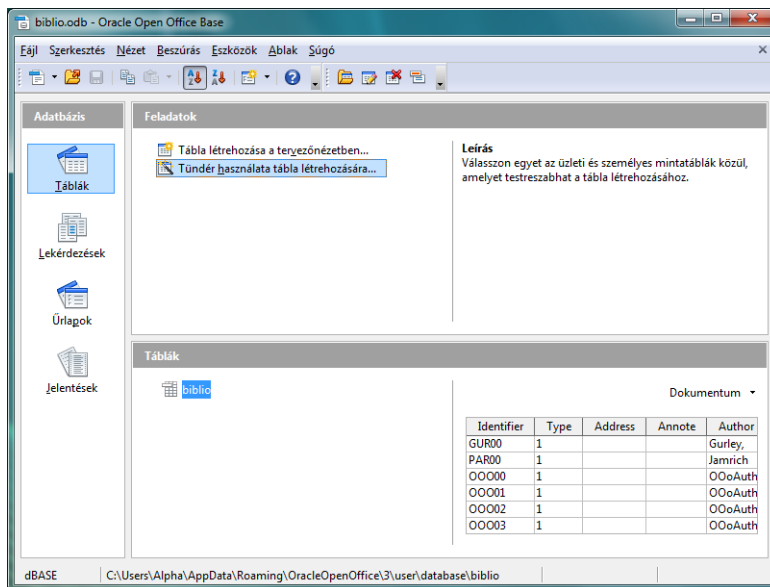 biblio.odb - Oracle Open Office Base
Fájl Szerkesztés Nézet Beszúrás Eszközök Ablak Súgó
Adatbázis
Táblák
Lekérdezések
Űrlapok
Jelentések
Feladatok
Tábla létrehozása a tervezőnézetben...
Tündér használata tábla létrehozására...
Leírás
Válasszon egyet az üzleti és személyes mintatáblák közül,
amelyet testreszabhat a tábla létrehozásához.
Táblák
biblio
Dokumentum
Identifier Type Address Annote Author
GUR00 1 Gurley,
PAR00 1 Jamrich
OOO00 1 OOoAuth
OOO01 1 OOoAuth
OOO02 1 OOoAuth
OOO03 1 OOoAuth
dBASE C:\Users\Alpha\AppData\Roaming\OracleOpenOffice\3\user\database\biblio